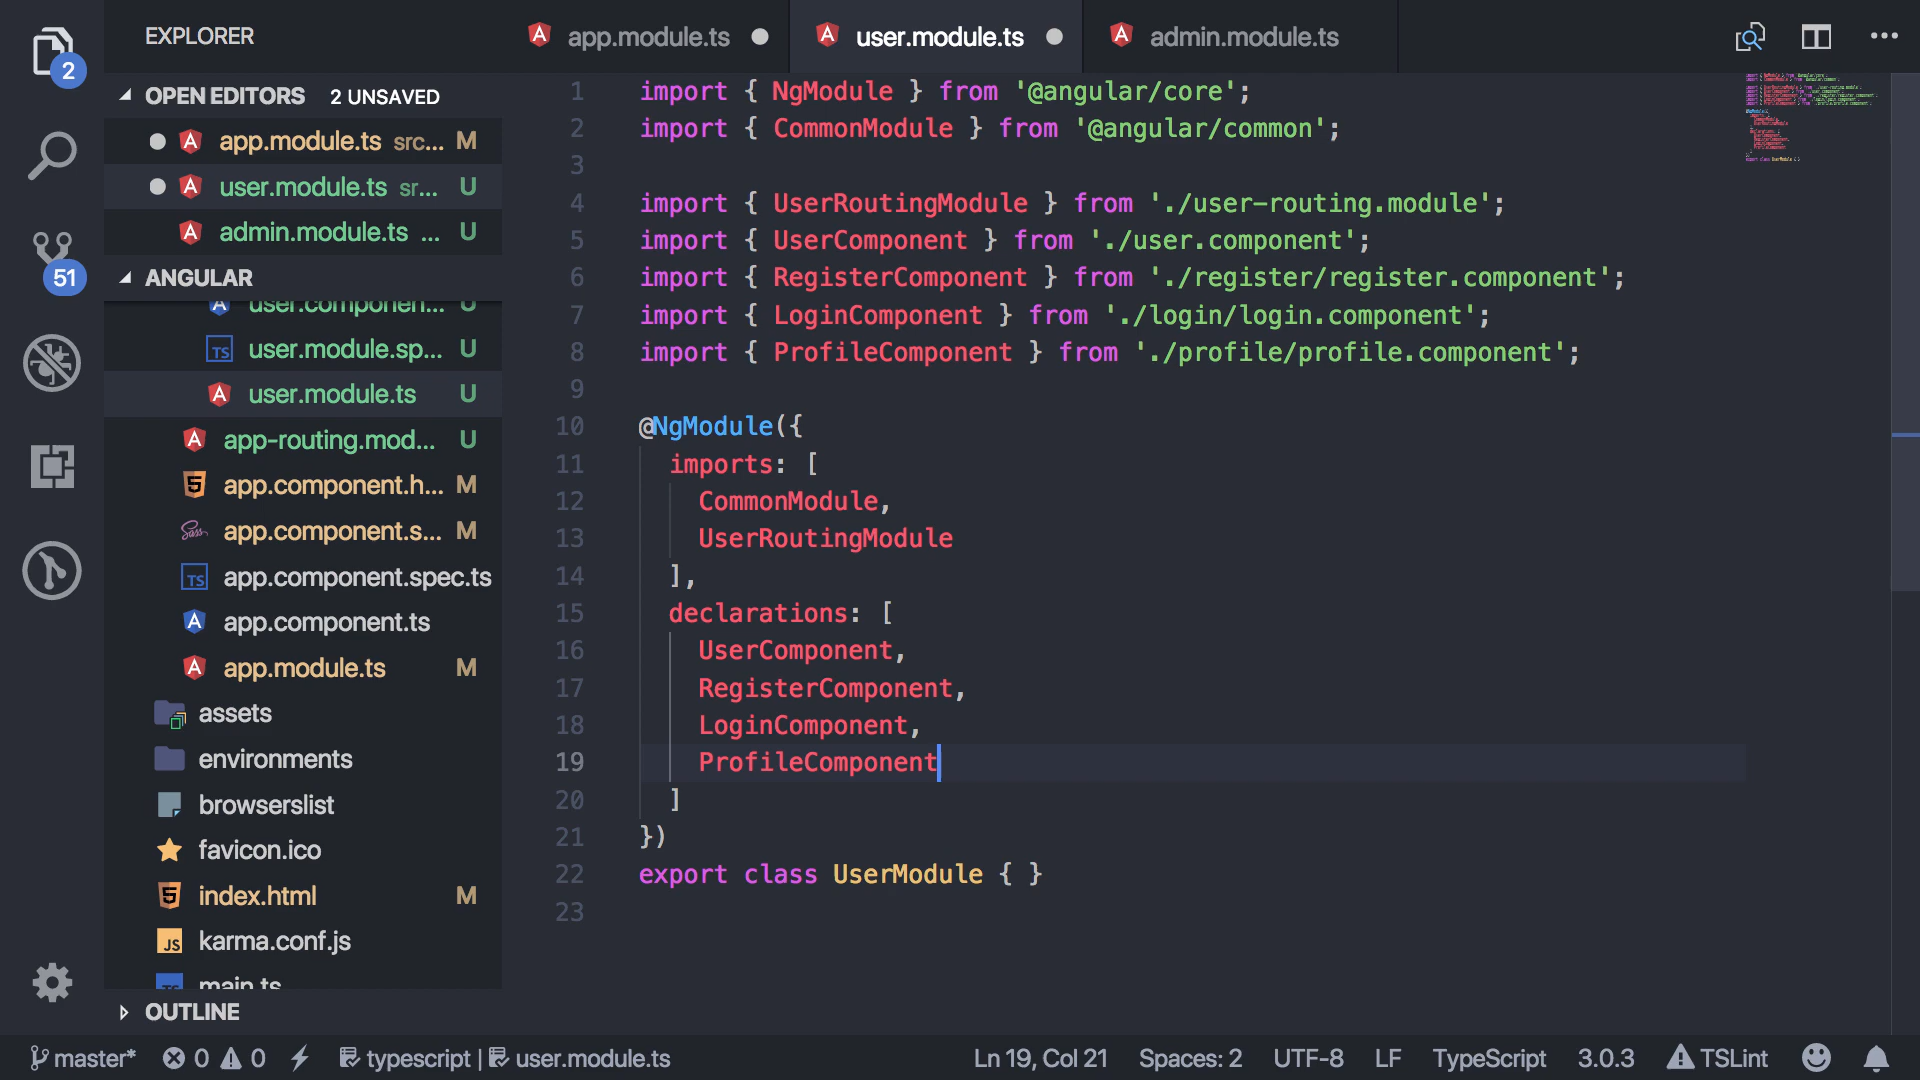 EXPLORER
app.module.ts
user.module.ts
admin.module.ts
2
OPEN EDITORS 2 UNSAVED
app.module.ts src... M
user.module.ts sr... U
admin.module.ts ... U
51
ANGULAR
user.componen... U
user.module.sp... U
user.module.ts U
app-routing.mod... U
app.component.h... M
app.component.s... M
app.component.spec.ts
app.component.ts
app.module.ts M
assets
environments
browserslist
favicon.ico
index.html M
karma.conf.js
main.ts
OUTLINE
1 import { NgModule } from '@angular/core';
2 import { CommonModule } from '@angular/common';
3
4 import { UserRoutingModule } from './user-routing.module';
5 import { UserComponent } from './user.component';
6 import { RegisterComponent } from './register/register.component';
7 import { LoginComponent } from './login/login.component';
8 import { ProfileComponent } from './profile/profile.component';
9
10 @NgModule({
11 imports: [
12 CommonModule,
13 UserRoutingModule
14 ],
15 declarations: [
16 UserComponent,
17 RegisterComponent,
18 LoginComponent,
19 ProfileComponent
20 ]
21 })
22 export class UserModule { }
23
master* 0 0 typescript | user.module.ts Ln 19, Col 21 Spaces: 2 UTF-8 LF TypeScript 3.0.3 TSLint